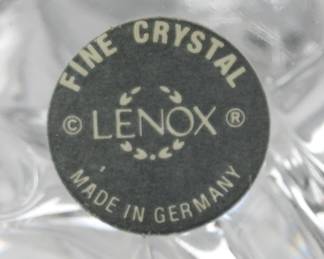 FINE CRYSTAL
© LENOX ®
MADE IN GERMANY